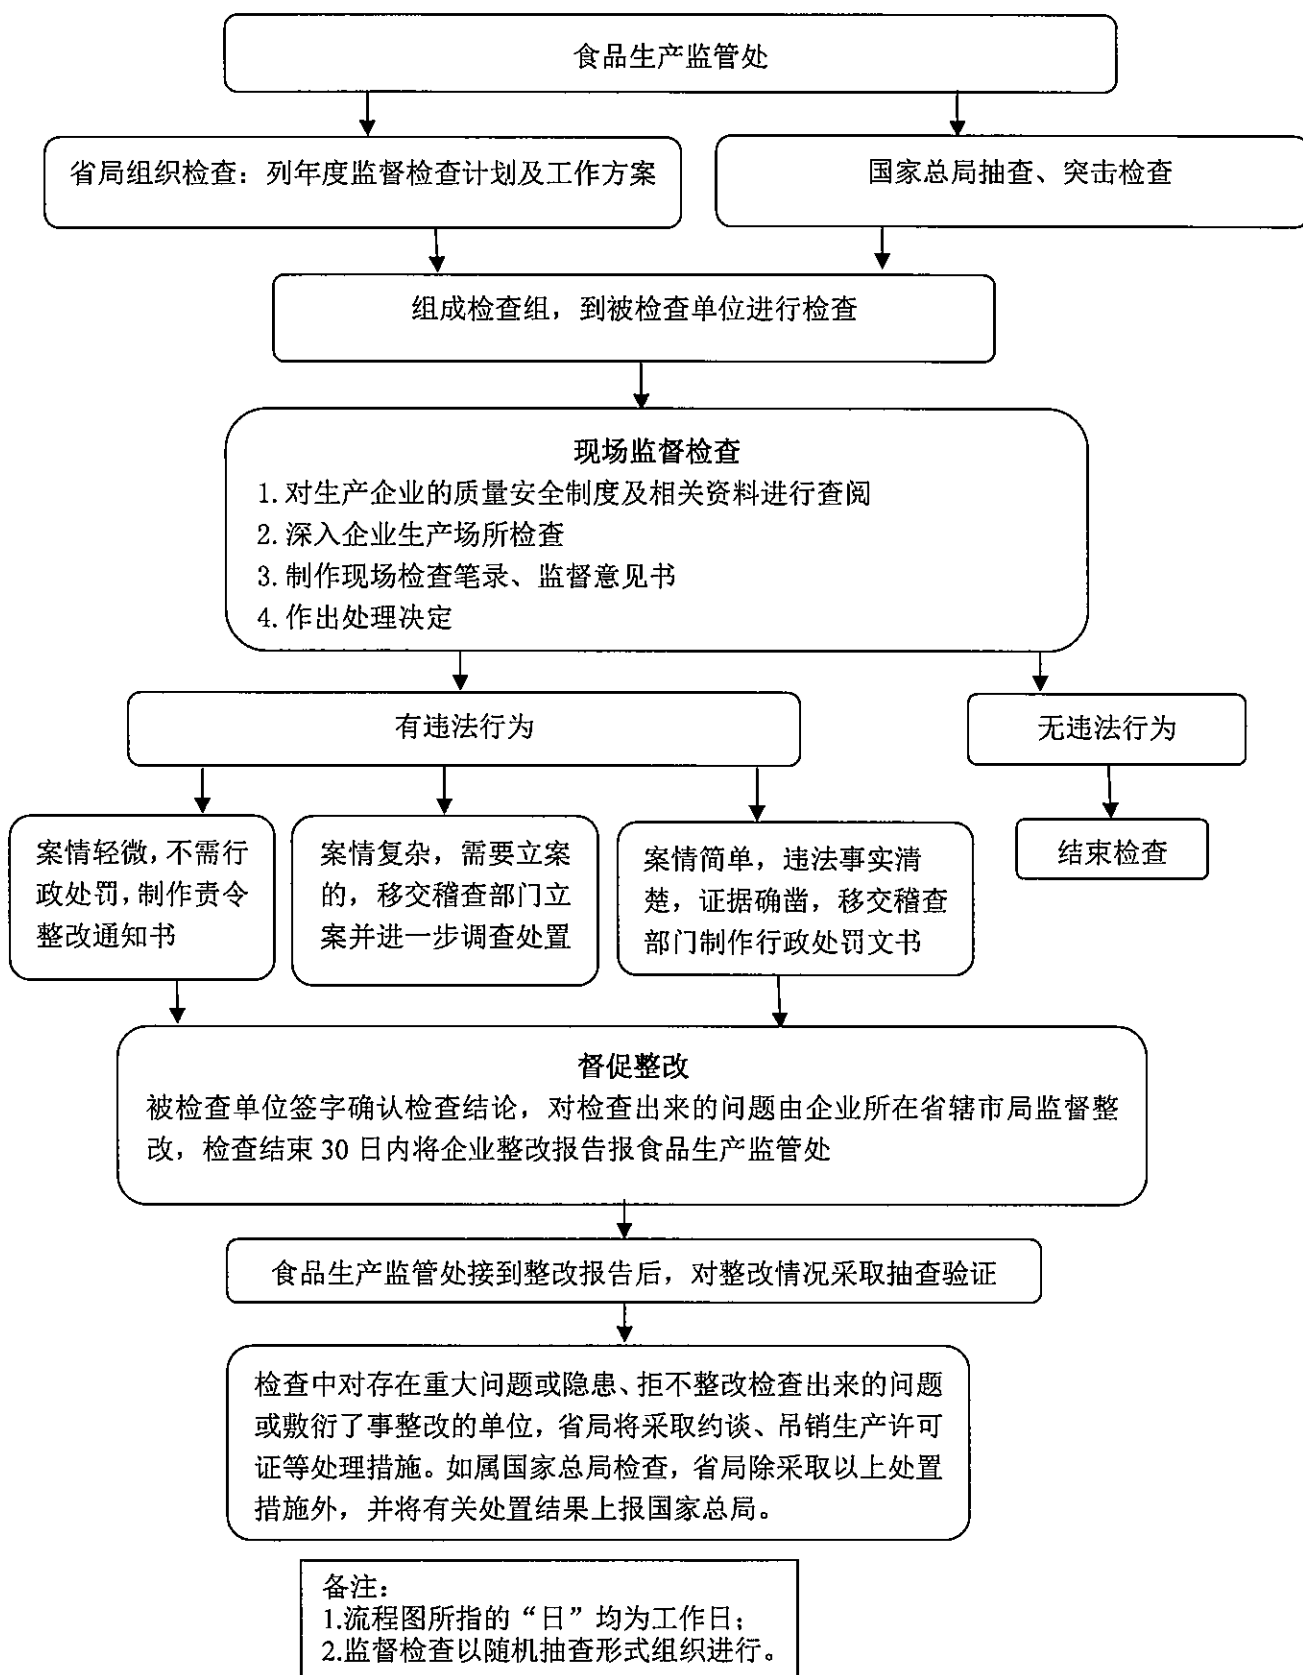 食品生产监管处
省局组织检查：列年度监督检查计划及工作方案
国家总局抽查、突击检查
组成检查组，到被检查单位进行检查
现场监督检查
1.对生产企业的质量安全制度及相关资料进行查阅
2.深入企业生产场所检查
3.制作现场检查笔录、监督意见书
4.作出处理决定
有违法行为
无违法行为
案情轻微，不需行
政处罚，制作责令
整改通知书
案情复杂，需要立案
的，移交稽查部门立
案并进一步调查处置
案情简单，违法事实清
楚，证据确凿，移交稽查
部门制作行政处罚文书
结束检查
督促整改
被检查单位签字确认检查结论，对检查出来的问题由企业所在省辖市局监督整
改，检查结束 30 日内将企业整改报告报食品生产监管处
食品生产监管处接到整改报告后，对整改情况采取抽查验证
检查中对存在重大问题或隐患、拒不整改检查出来的问题
或敷衍了事整改的单位，省局将采取约谈、吊销生产许可
证等处理措施。如属国家总局检查，省局除采取以上处置
措施外，并将有关处置结果上报国家总局。
备注：
1.流程图所指的“日”均为工作日；
2.监督检查以随机抽查形式组织进行。